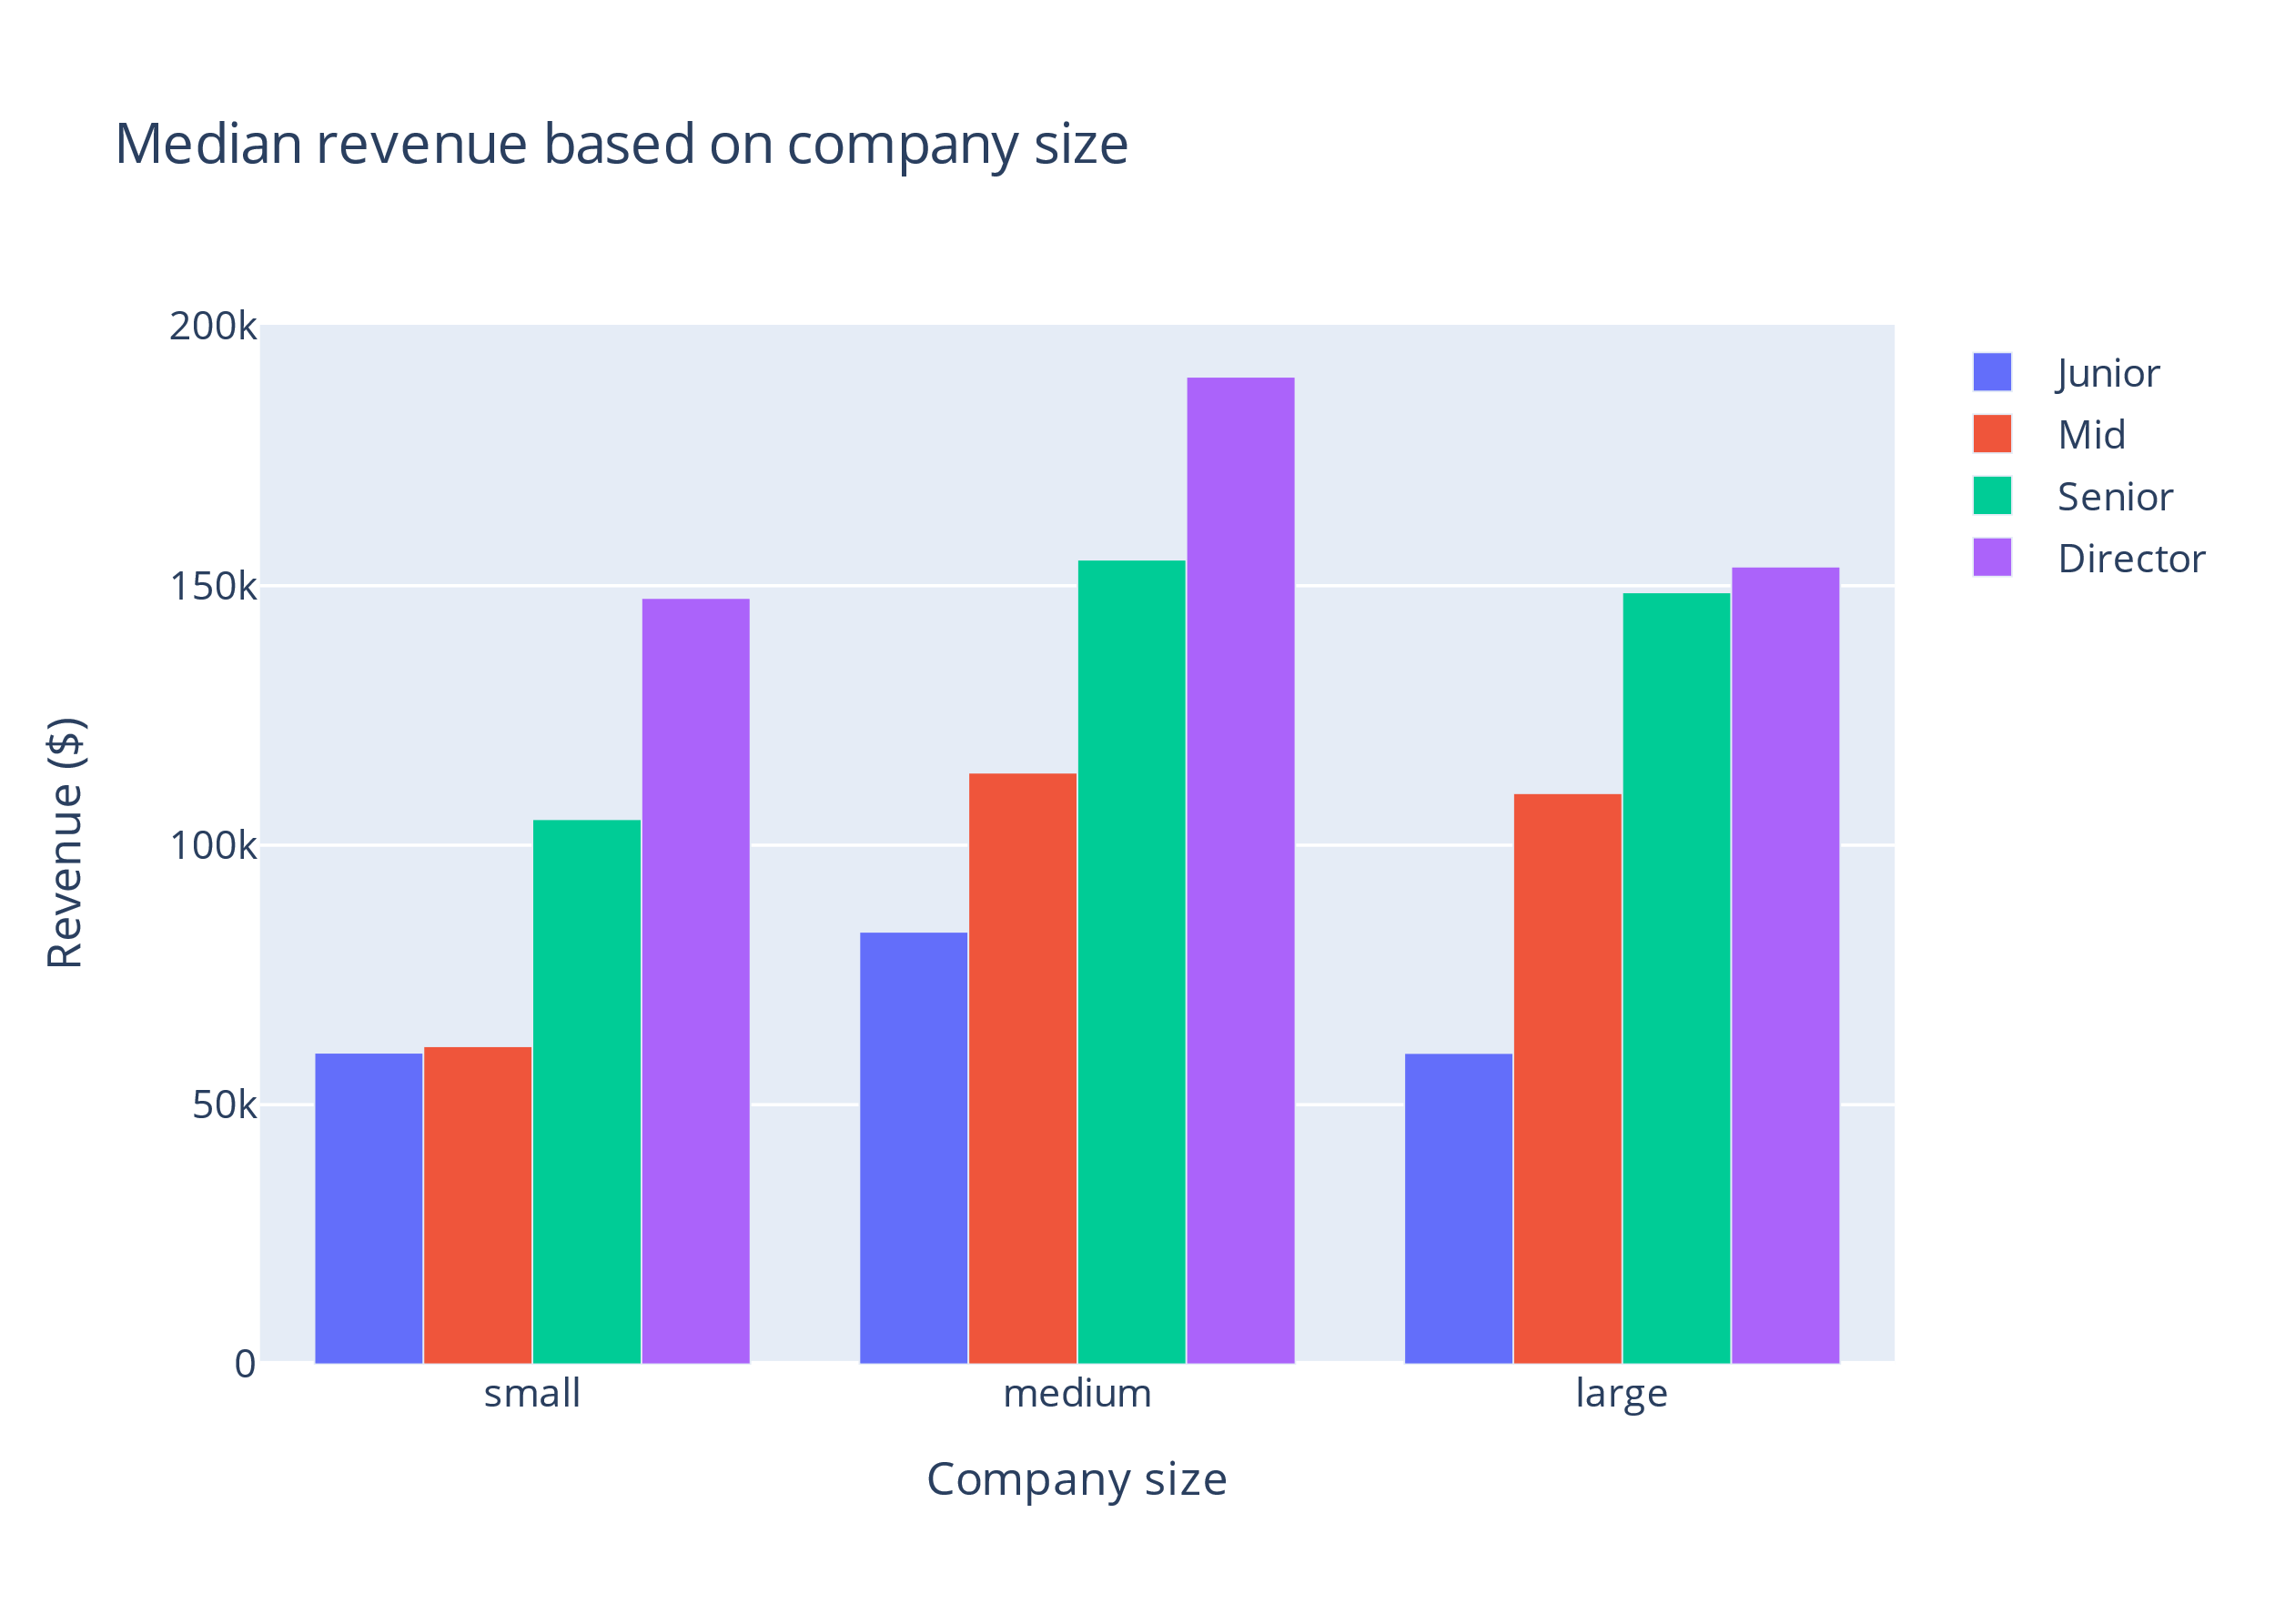 Median revenue based on company size
200k
150k
100k
50k
0
Revenue ($)
small
medium
large
Company size
Junior
Mid
Senior
Director